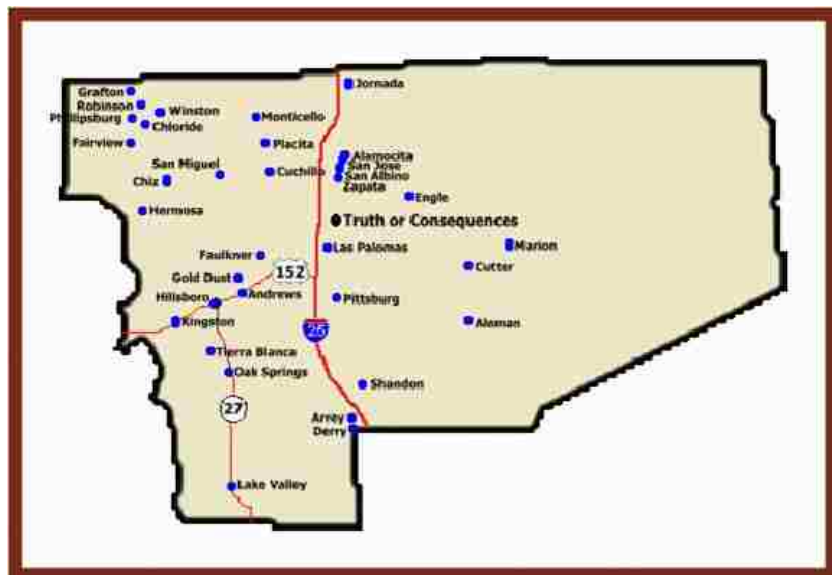 Jornada
Grafton
Robinson
Winston
Phillipsburg
Chloride
Monticello
Fairview
Placita
Alamocita
San Jose
San Albino
Zapata
San Miguel
Cuchillo
Chiz
Engle
Hermosa
Truth or Consequences
Las Palomas
Marion
Faulkner
Cutter
152
Gold Dust
Andrews
Hillsboro
Pittsburg
Kingston
25
Aleman
Tierra Blanca
Oak Springs
Shandon
27
Arrey
Derry
Lake Valley